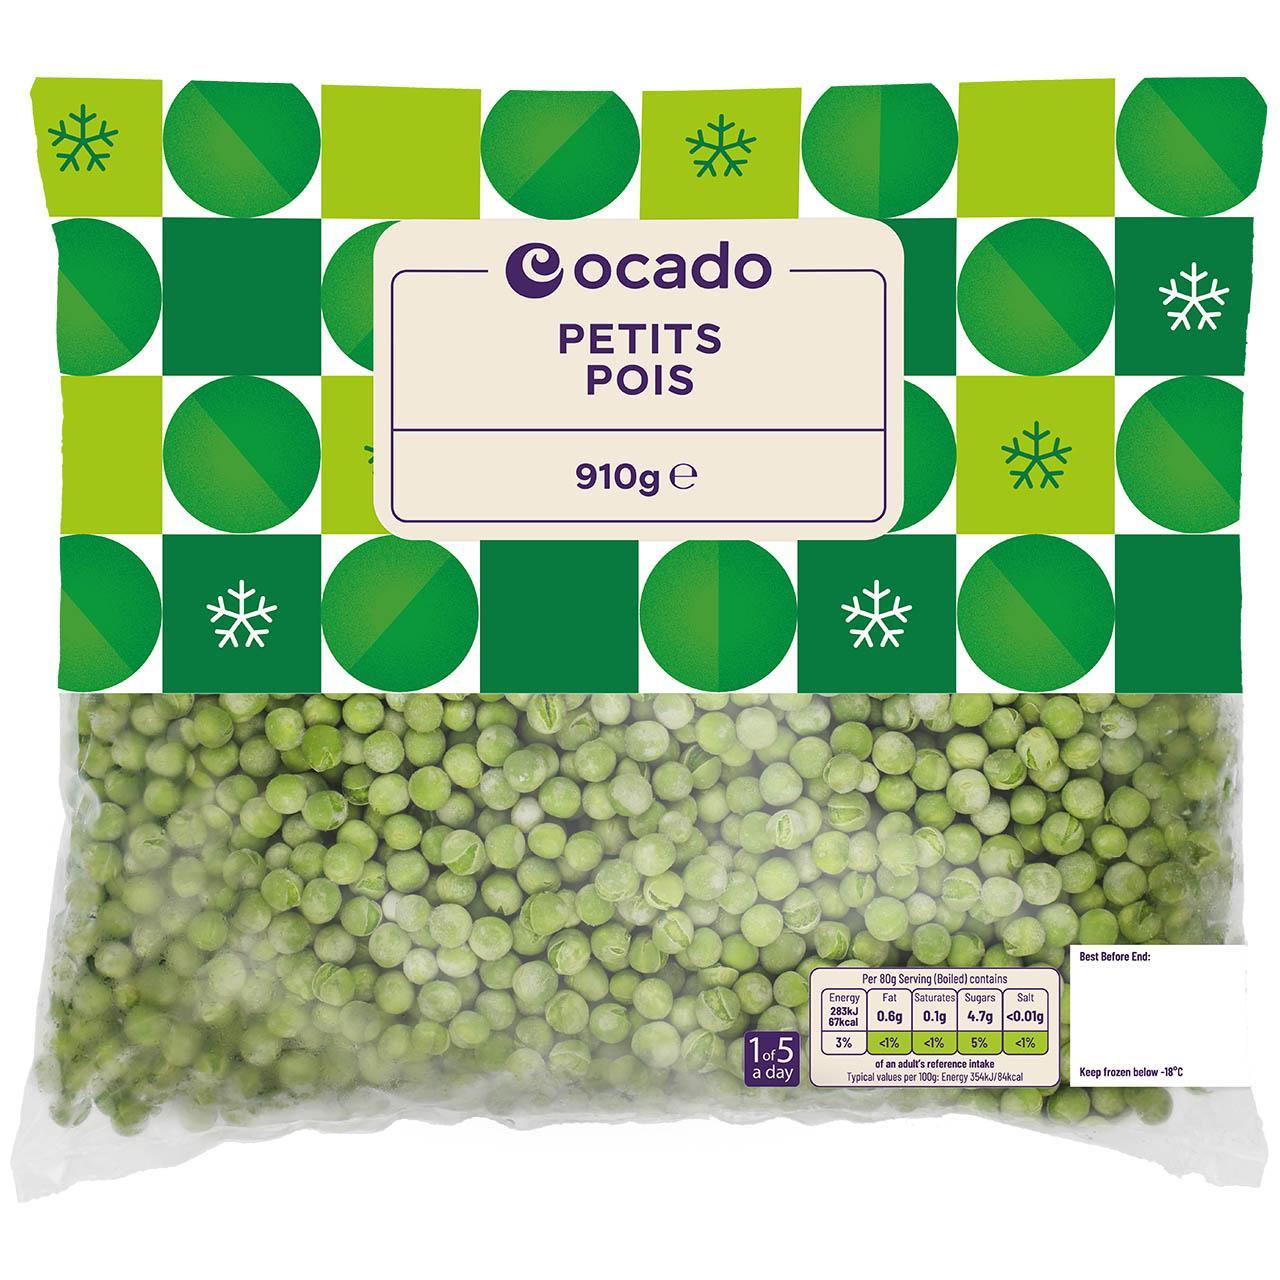 ocado
PETITS
POIS
910g ℮
1 of 5
a day
Per 80g Serving (Boiled) contains
Energy Fat Saturates Sugars Salt
283kJ
67kcal 0.6g 0.1g 4.7g <0.01g
3% <1% <1% 5% <1%
of an adult's reference intake
Typical values per 100g: Energy 354kJ/84kcal
Best Before End:
Keep frozen below -18°C